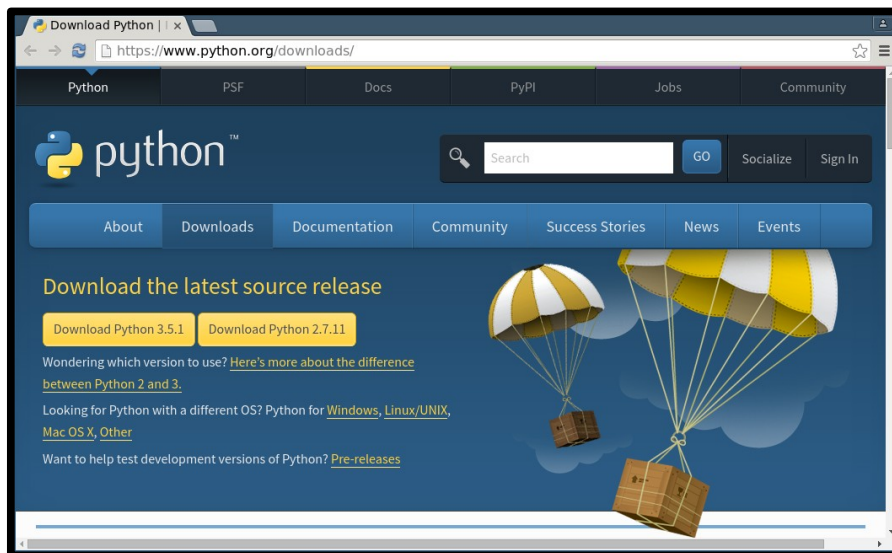 Download Python |
https://www.python.org/downloads/
Python PSF Docs PyPI Jobs Community
python™
Search GO Socialize Sign In
About Downloads Documentation Community Success Stories News Events
Download the latest source release
Download Python 3.5.1 Download Python 2.7.11
Wondering which version to use? Here's more about the difference
between Python 2 and 3.
Looking for Python with a different OS? Python for Windows, Linux/UNIX,
Mac OS X, Other
Want to help test development versions of Python? Pre-releases